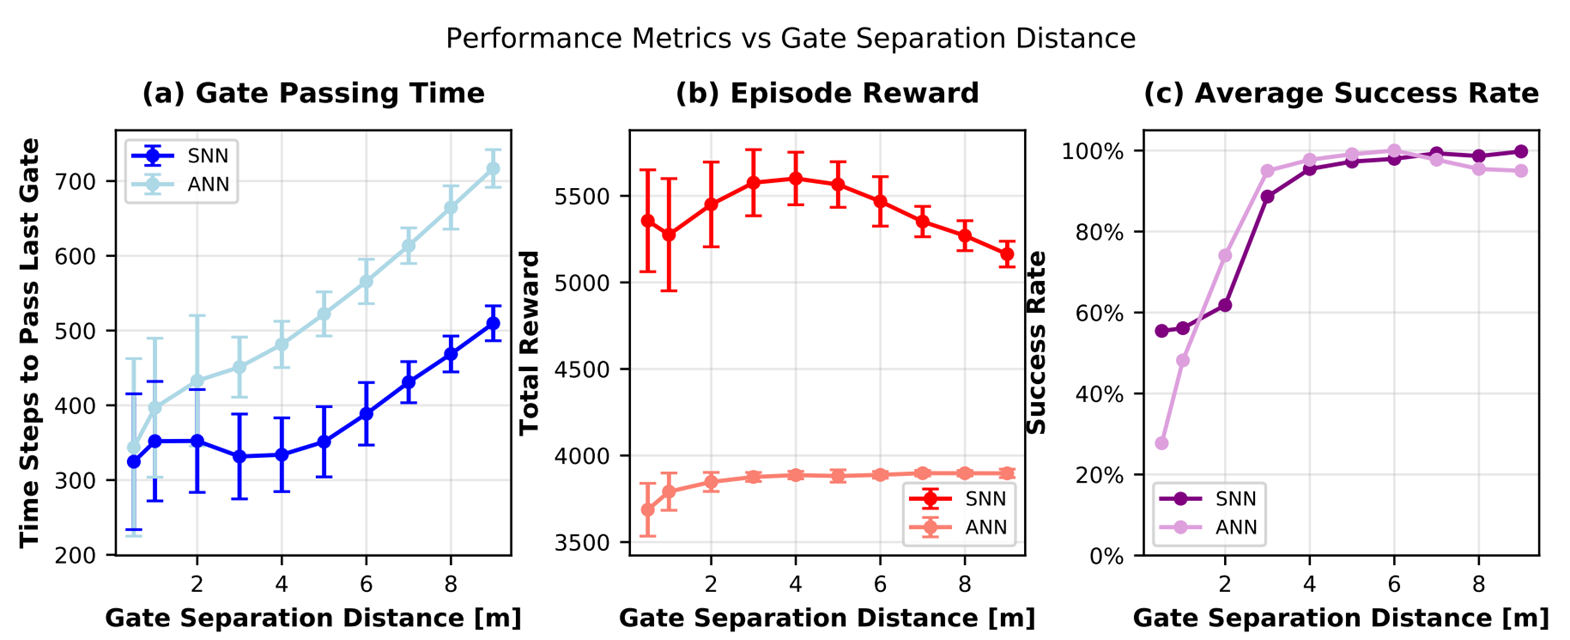 Performance Metrics vs Gate Separation Distance
(a) Gate Passing Time
Time Steps to Pass Last Gate
700
600
500
400
300
200
SNN
ANN
2
4
6
8
Gate Separation Distance [m]
(b) Episode Reward
Total Reward
5500
5000
4500
4000
3500
SNN
ANN
2
4
6
8
Gate Separation Distance [m]
(c) Average Success Rate
Success Rate
100%
80%
60%
40%
20%
0%
SNN
ANN
2
4
6
8
Gate Separation Distance [m]